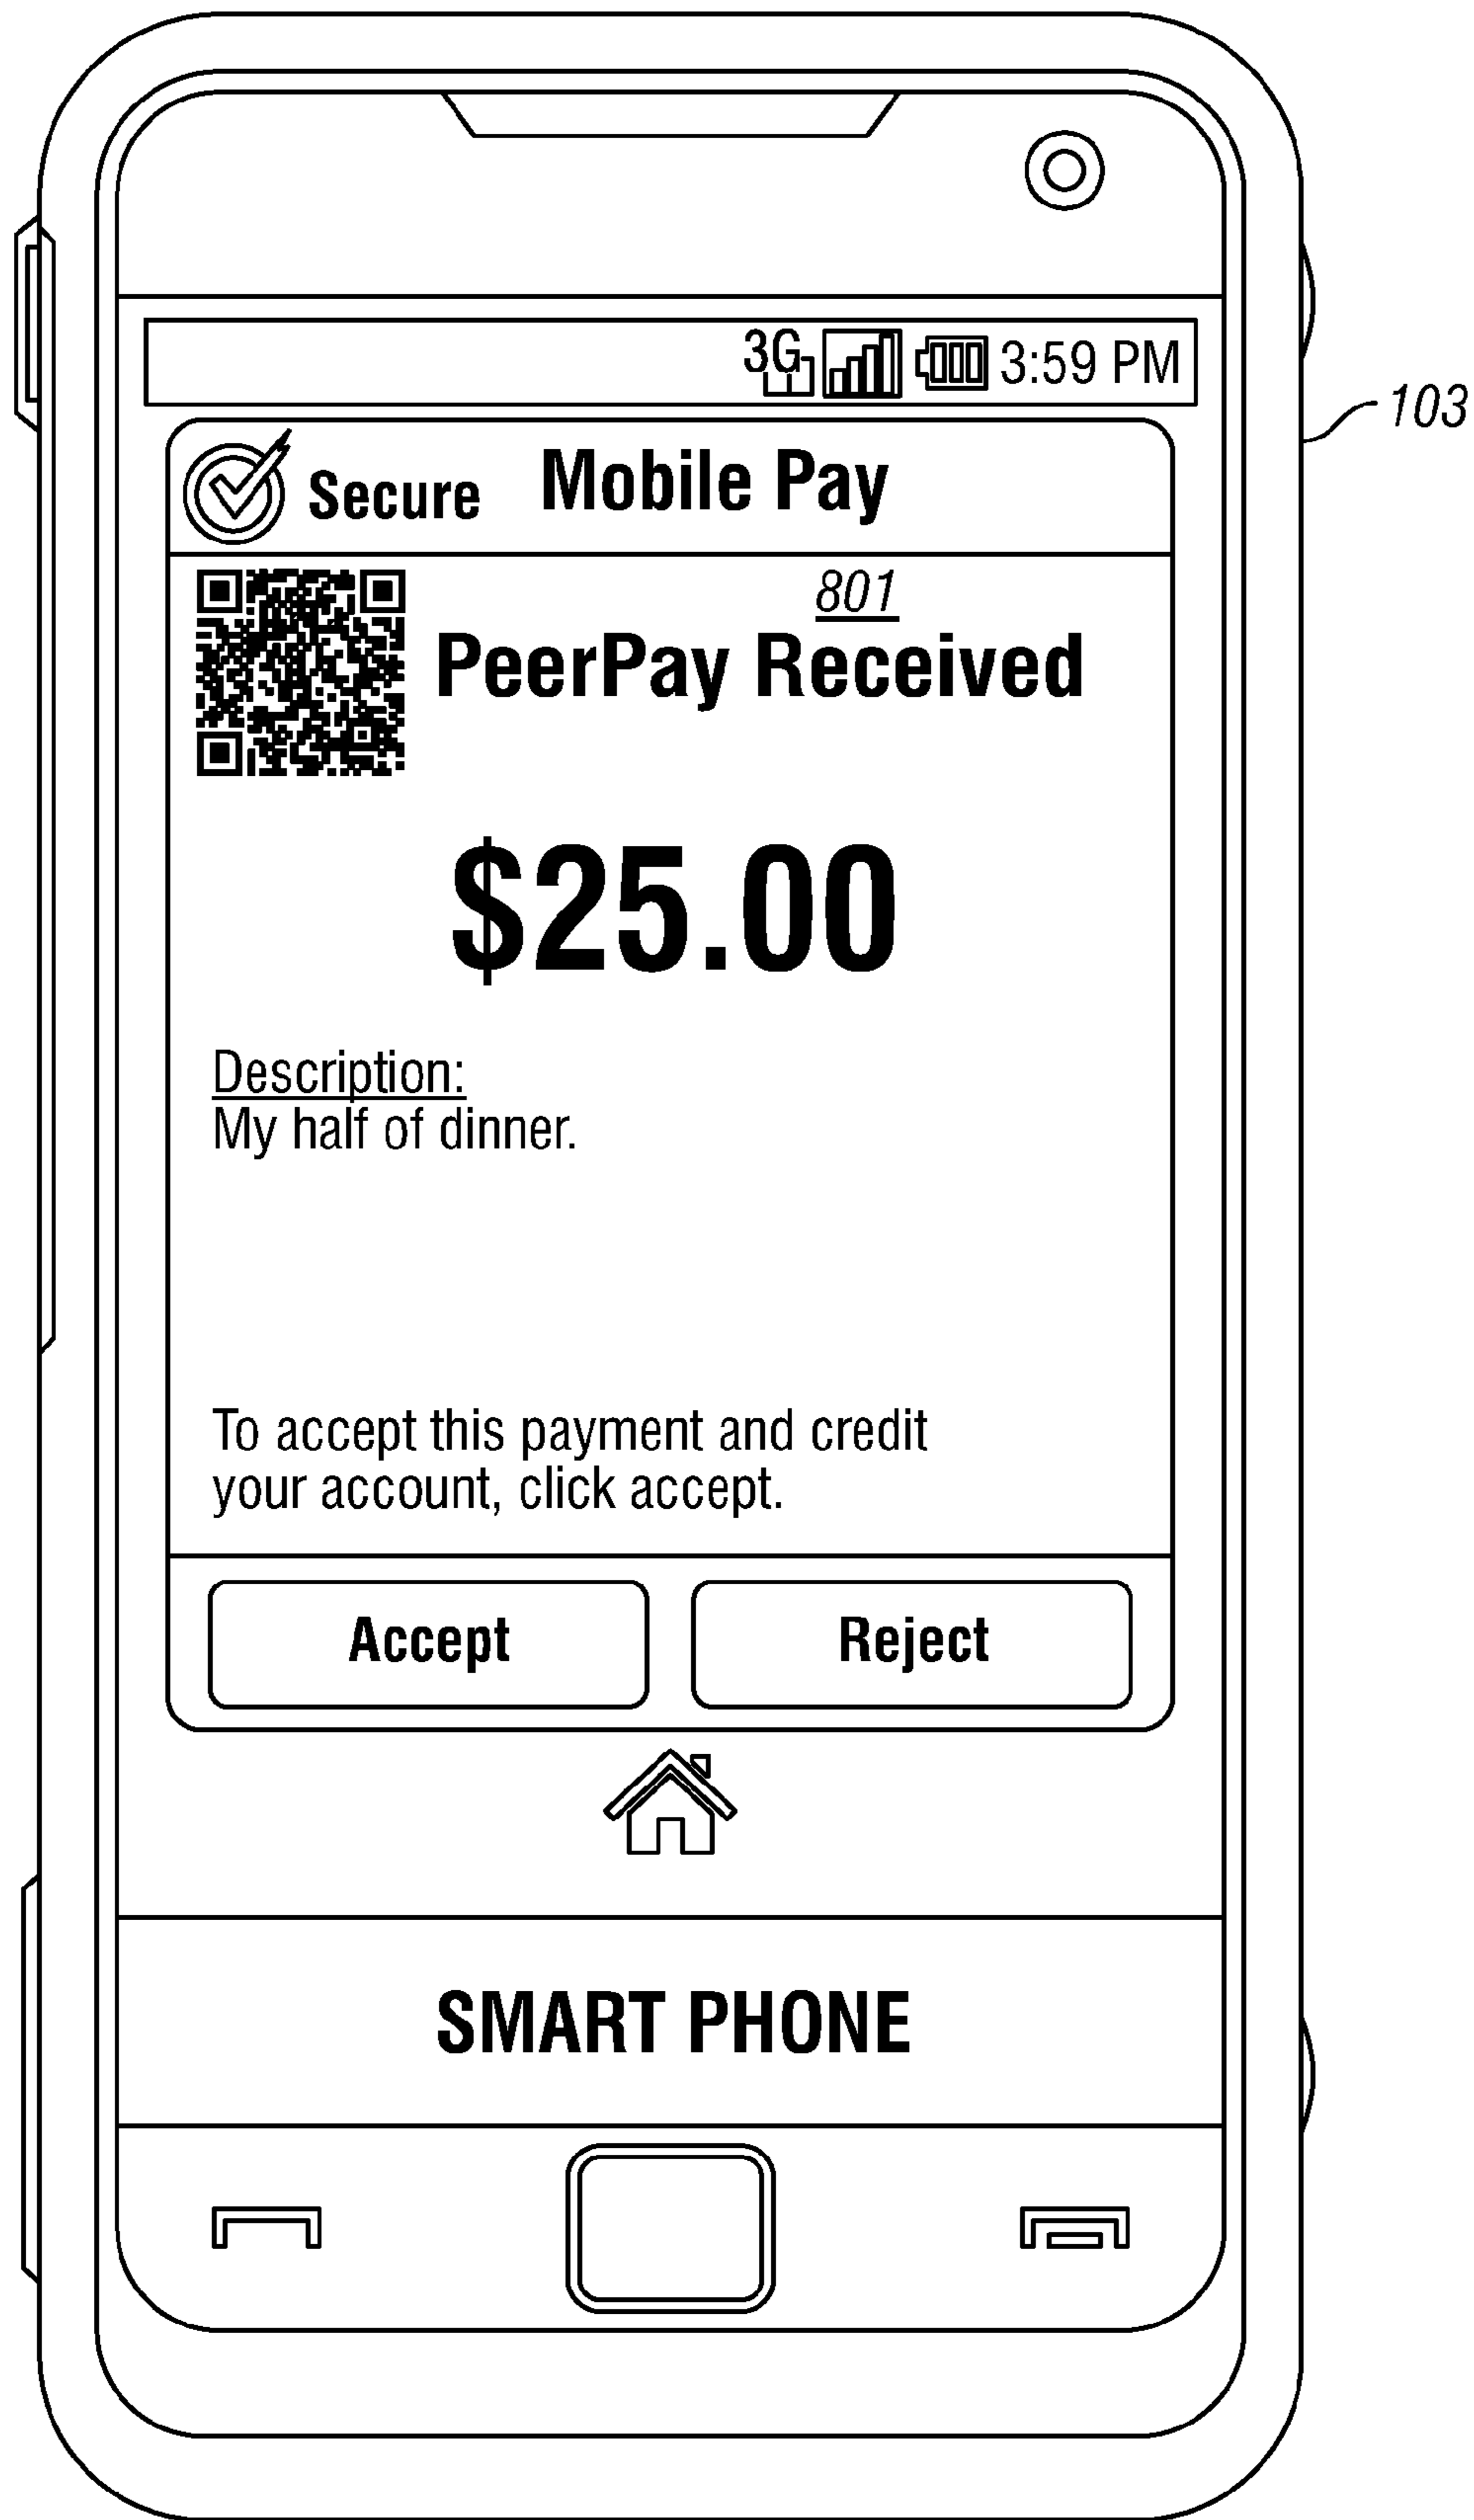 3G 3:59 PM
103
Secure Mobile Pay
801
PeerPay Received
$25.00
Description:
My half of dinner.
To accept this payment and credit
your account, click accept.
Accept Reject
SMART PHONE